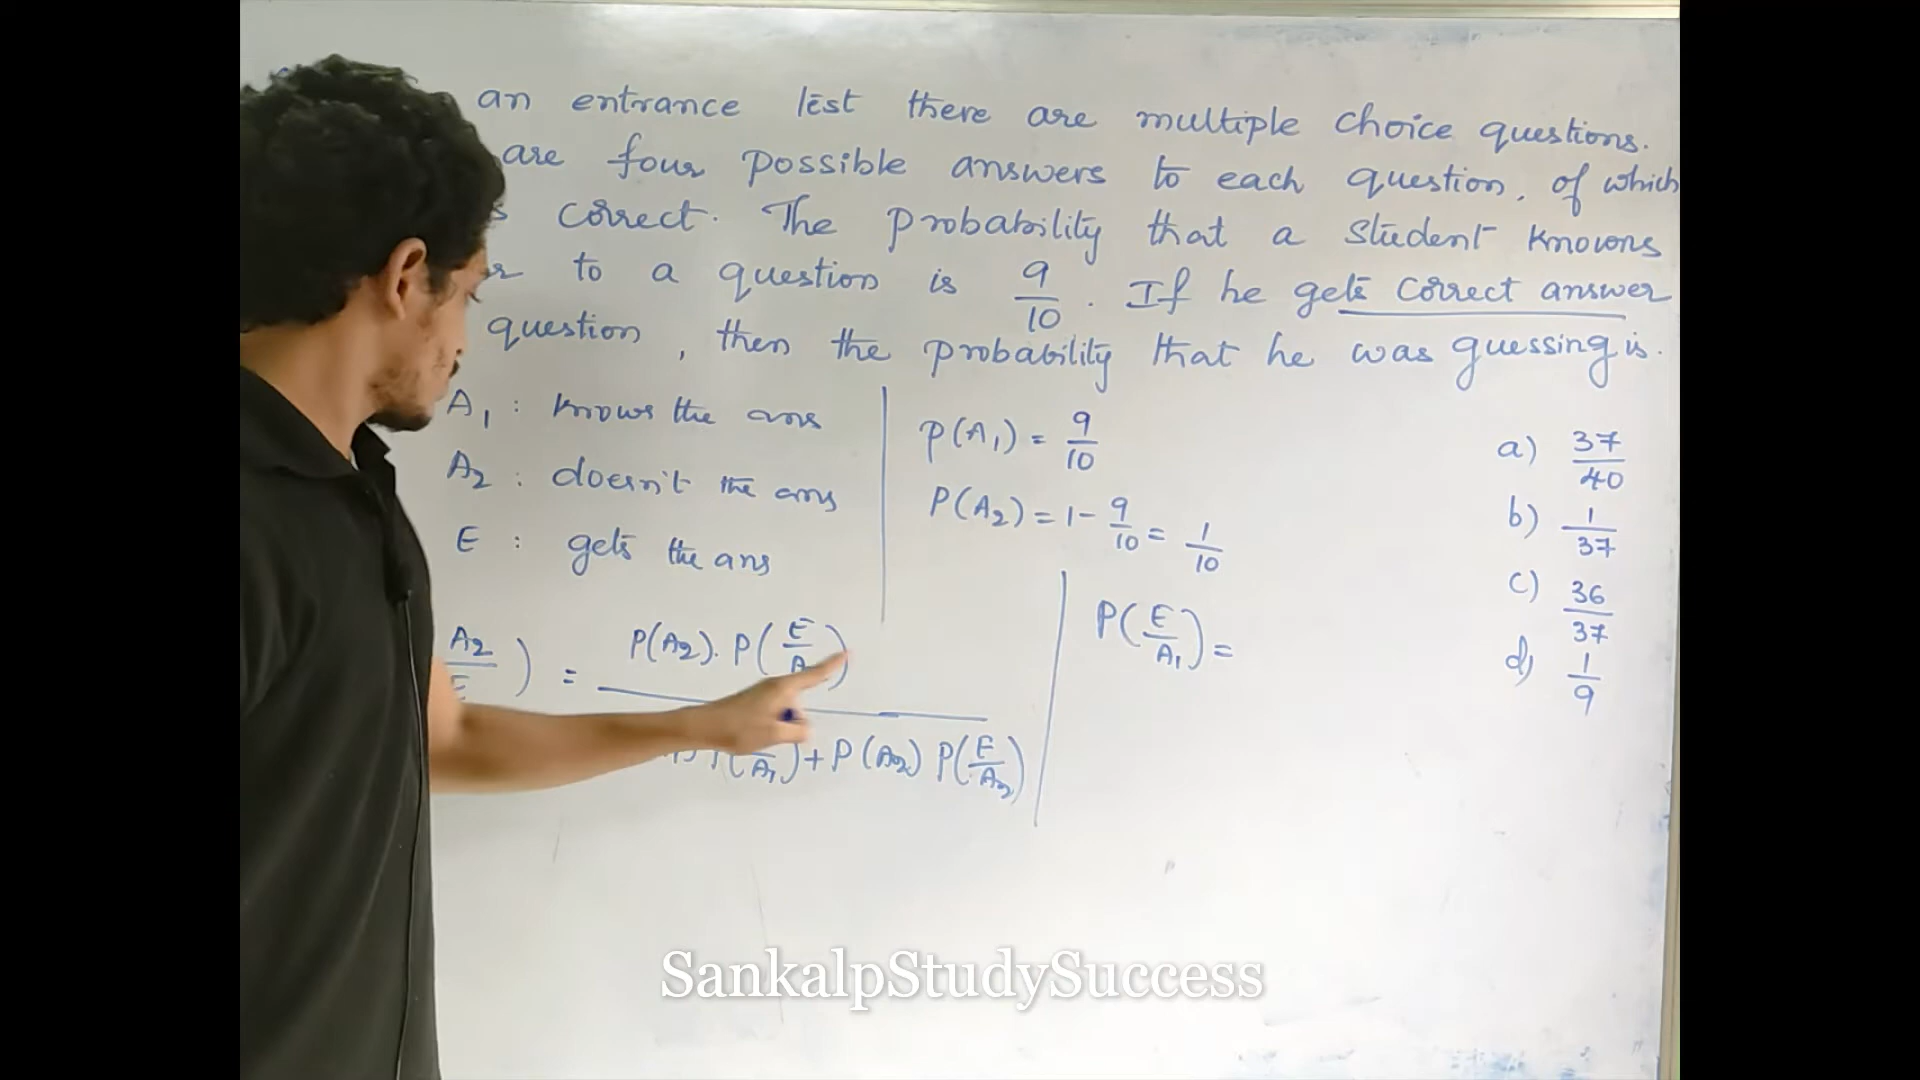 an entrance test there are multiple choice questions.
are four possible answers to each question, of which
correct. The probability that a student knowns
to a question is 9/10. If he gets correct answer
question, then the probability that he was guessing is.
A1 : knows the ans
A2 : doesn't the ans
E : gets the ans
P(A1) = 9/10
P(A2) = 1 - 9/10 = 1/10
a) 37/40
b) 1/37
c) 36/37
d) 1/9
A2/E) = P(A2). P(E/A
P(E/A1) =
A1) + P(A2) P(E/A2)
SankalpStudySuccess